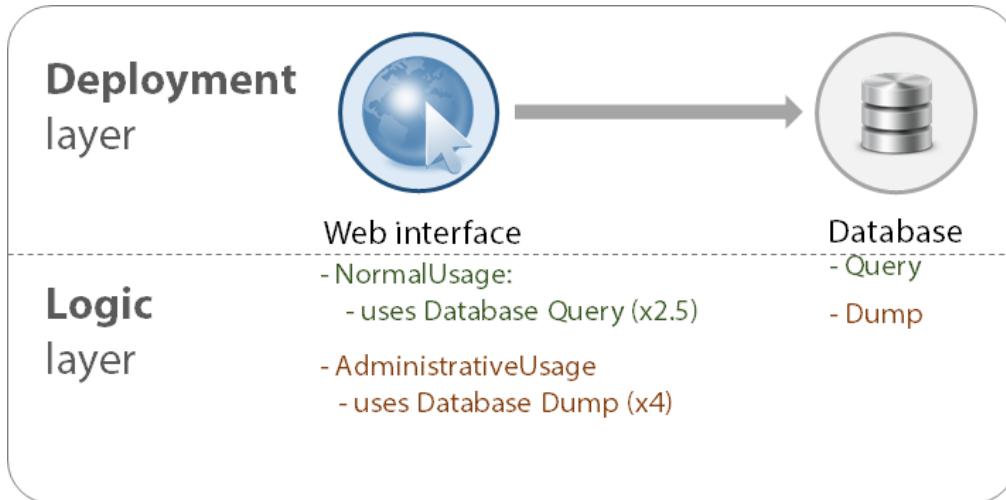 Deployment
layer
Web interface
Database
Logic
layer
- NormalUsage:
- uses Database Query (x2.5)
- AdministrativeUsage
- uses Database Dump (x4)
- Query
- Dump